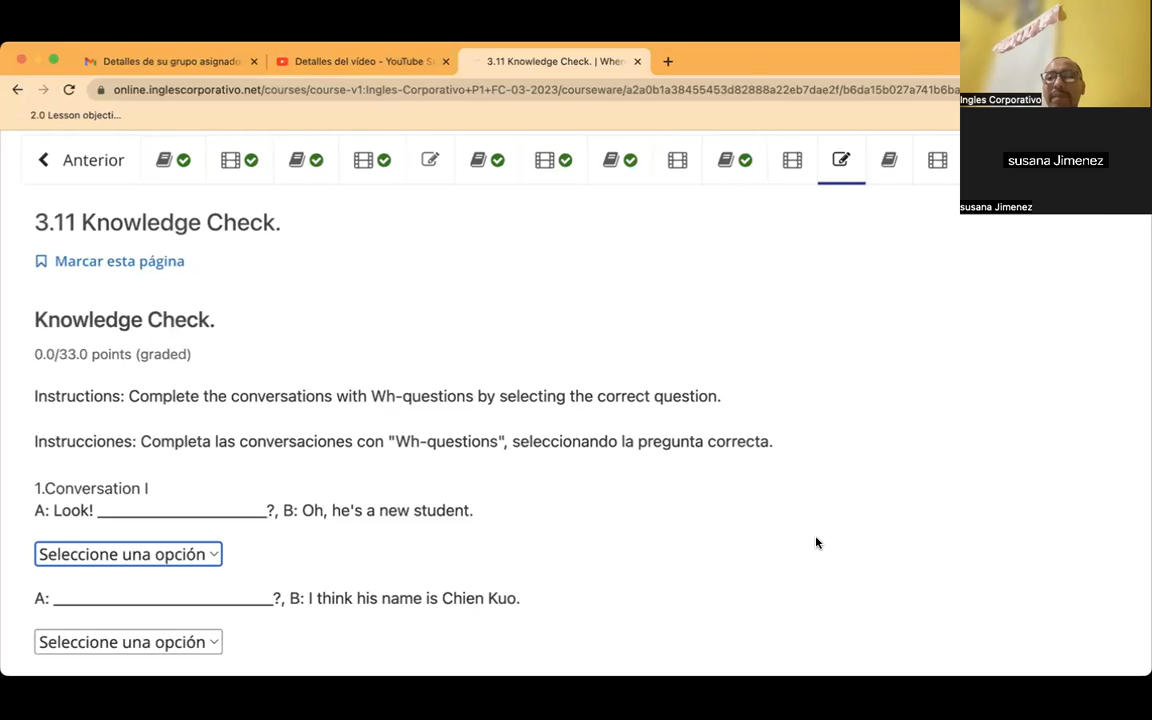 Detalles de su grupo asignado
Detalles del vídeo - YouTube S
3.11 Knowledge Check. | Wher
online.inglescorporativo.net/courses/course-v1:Ingles-Corporativo+P1+FC-03-2023/courseware/a2a0b1a38455453d82888a22eb7dae2f/b6da15b027a741b6ba
2.0 Lesson objecti...
Ingles Corporativo
susana Jimenez
susana Jimenez
Anterior
3.11 Knowledge Check.
Marcar esta página
Knowledge Check.
0.0/33.0 points (graded)
Instructions: Complete the conversations with Wh-questions by selecting the correct question.
Instrucciones: Completa las conversaciones con "Wh-questions", seleccionando la pregunta correcta.
1.Conversation I
A: Look! ____________________?, B: Oh, he's a new student.
Seleccione una opción
A: __________________________?, B: I think his name is Chien Kuo.
Seleccione una opción